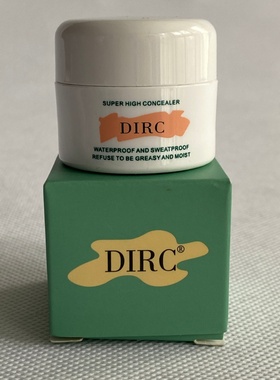 SUPER HIGH CONCEALER
DIRC
WATERPROOF AND SWEATPROOF
REFUSE TO BE GREASY AND MOIST
DIRC®